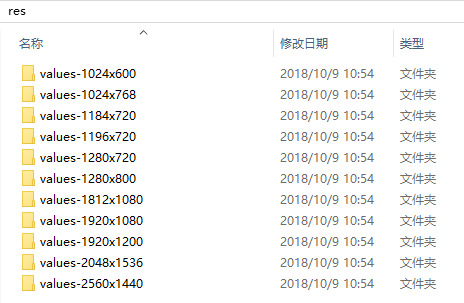 res
名称 修改日期 类型
values-1024x600 2018/10/9 10:54 文件夹
values-1024x768 2018/10/9 10:54 文件夹
values-1184x720 2018/10/9 10:54 文件夹
values-1196x720 2018/10/9 10:54 文件夹
values-1280x720 2018/10/9 10:54 文件夹
values-1280x800 2018/10/9 10:54 文件夹
values-1812x1080 2018/10/9 10:54 文件夹
values-1920x1080 2018/10/9 10:54 文件夹
values-1920x1200 2018/10/9 10:54 文件夹
values-2048x1536 2018/10/9 10:54 文件夹
values-2560x1440 2018/10/9 10:54 文件夹